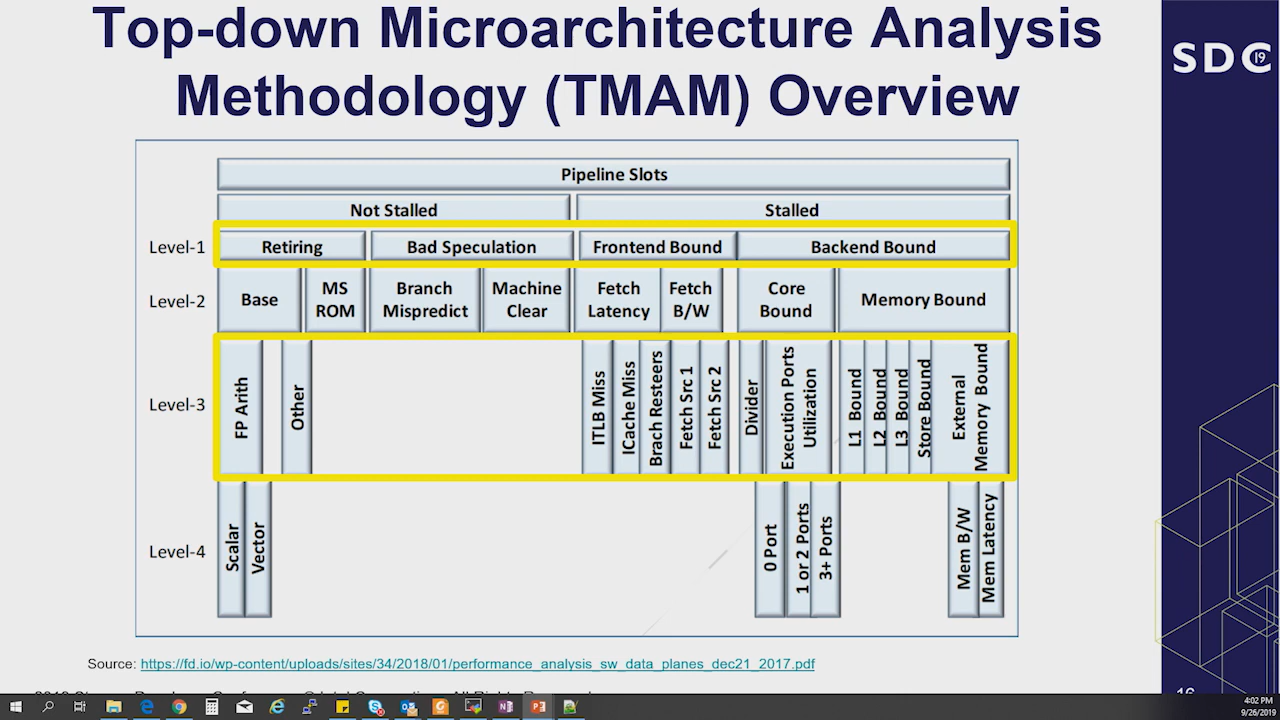 Top-down Microarchitecture Analysis
Methodology (TMAM) Overview
SDC 19
Pipeline Slots
Not Stalled
Stalled
Level-1
Retiring
Bad Speculation
Frontend Bound
Backend Bound
Level-2
Base
MS
ROM
Branch
Mispredict
Machine
Clear
Fetch
Latency
Fetch
B/W
Core
Bound
Memory Bound
Level-3
FP Arith
Other
ITLB Miss
ICache Miss
Brach Resteers
Fetch Src 1
Fetch Src 2
Divider
Execution Ports
Utilization
L1 Bound
L2 Bound
L3 Bound
Store Bound
External
Memory Bound
Level-4
Scalar
Vector
0 Port
1 or 2 Ports
3+ Ports
Mem B/W
Mem Latency
Source: https://fd.io/wp-content/uploads/sites/34/2018/01/performance_analysis_sw_data_planes_dec21_2017.pdf
16
4:02 PM
9/26/2019